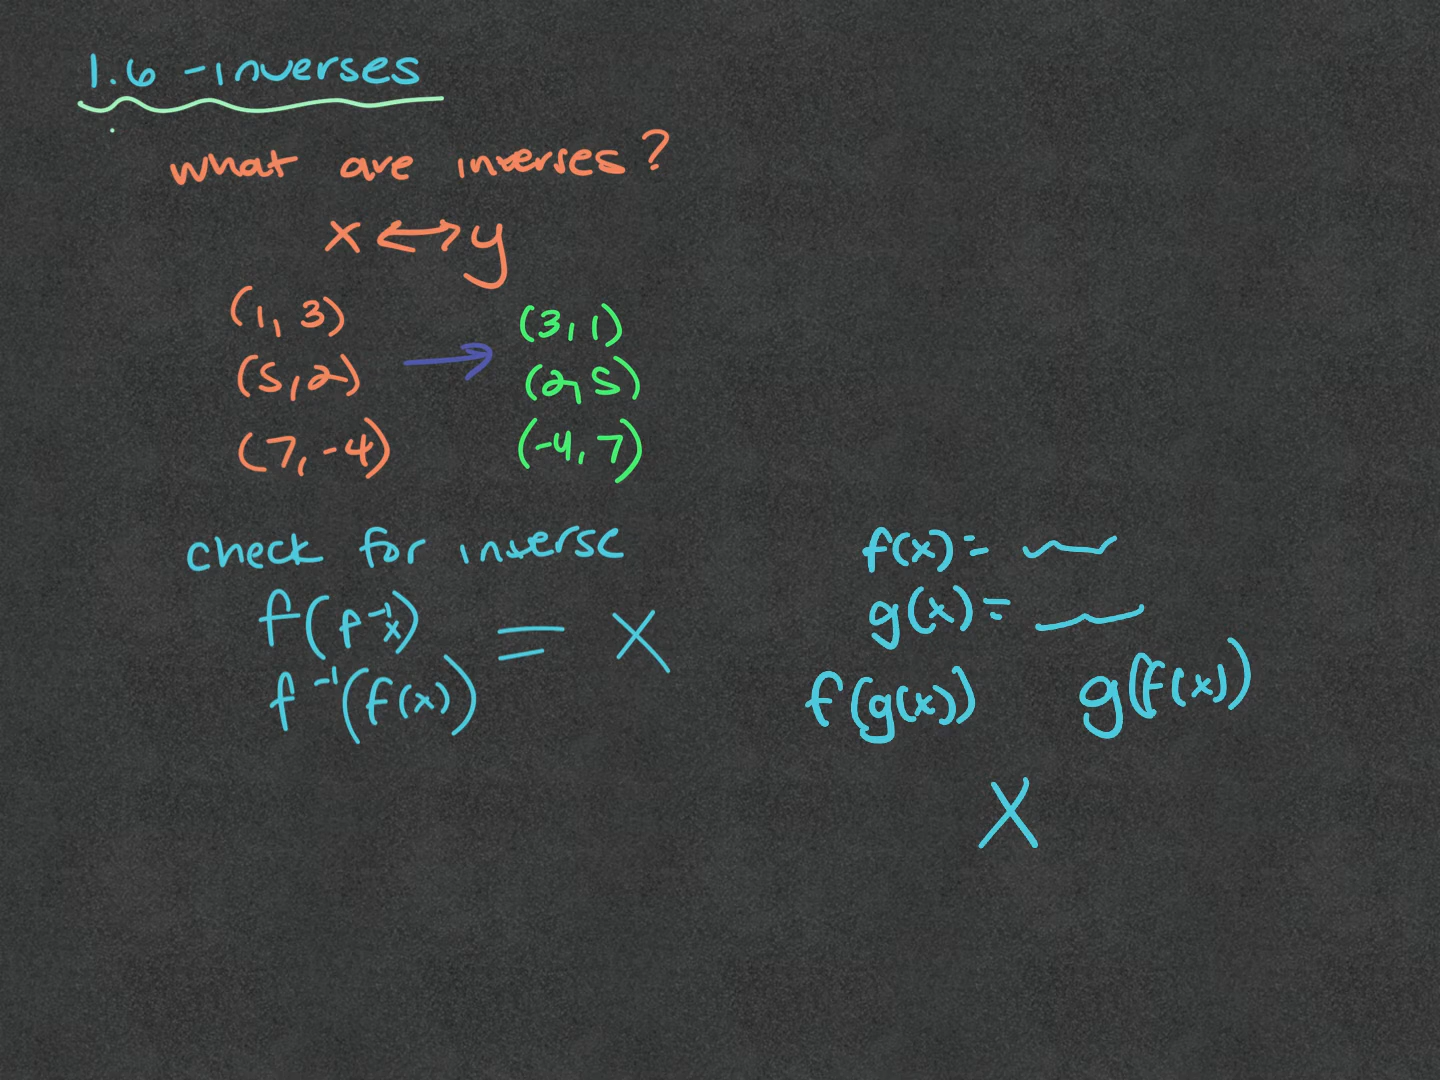 1.6 - inverses
what are inverses?
x ↔ y
(1, 3)
(5, 2)
(7, -4)
→
(3, 1)
(2, 5)
(-4, 7)
check for inverse
f(f⁻¹x)
f⁻¹(f(x))
= x
f(x) =
g(x) =
f(g(x)) g(f(x))
x